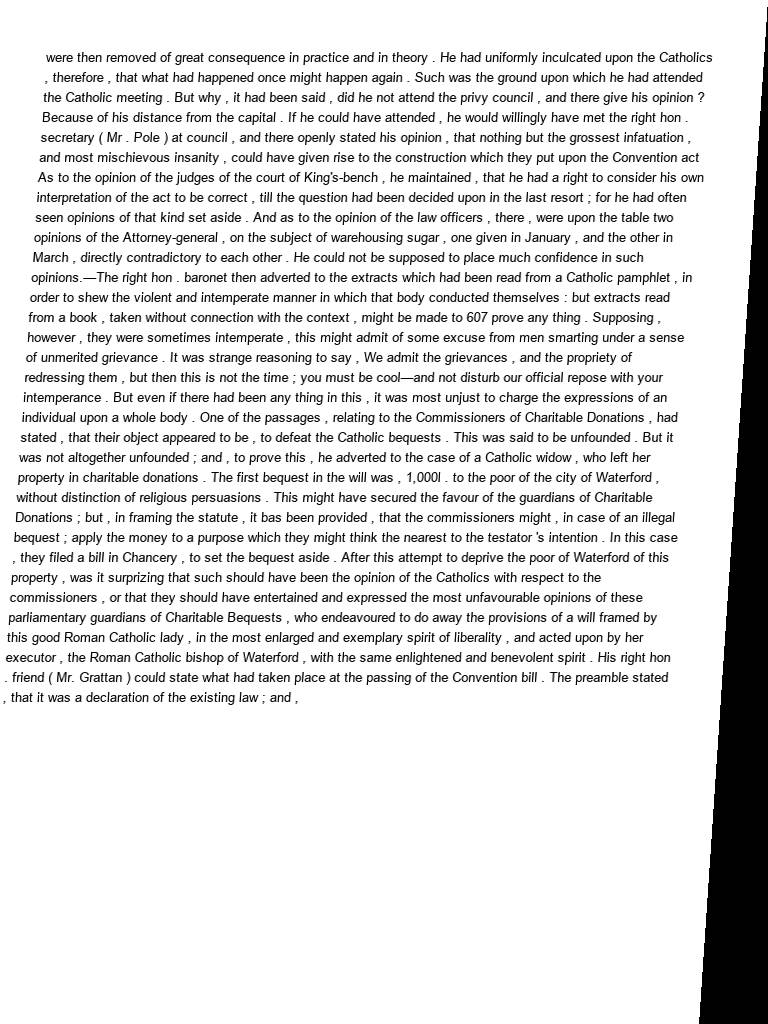 were then removed of great consequence in practice and in theory . He had uniformly inculcated upon the Catholics
, therefore , that what had happened once might happen again . Such was the ground upon which he had attended
the Catholic meeting . But why , it had been said , did he not attend the privy council , and there give his opinion ?
Because of his distance from the capital . If he could have attended , he would willingly have met the right hon .
secretary ( Mr . Pole ) at council , and there openly stated his opinion , that nothing but the grossest infatuation ,
and most mischievous insanity , could have given rise to the construction which they put upon the Convention act
As to the opinion of the judges of the court of King's-bench , he maintained , that he had a right to consider his own
interpretation of the act to be correct , till the question had been decided upon in the last resort ; for he had often
seen opinions of that kind set aside . And as to the opinion of the law officers , there , were upon the table two
opinions of the Attorney-general , on the subject of warehousing sugar , one given in January , and the other in
March , directly contradictory to each other . He could not be supposed to place much confidence in such
opinions.—The right hon . baronet then adverted to the extracts which had been read from a Catholic pamphlet , in
order to shew the violent and intemperate manner in which that body conducted themselves : but extracts read
from a book , taken without connection with the context , might be made to 607 prove any thing . Supposing ,
however , they were sometimes intemperate , this might admit of some excuse from men smarting under a sense
of unmerited grievance . It was strange reasoning to say , We admit the grievances , and the propriety of
redressing them , but then this is not the time ; you must be cool—and not disturb our official repose with your
intemperance . But even if there had been any thing in this , it was most unjust to charge the expressions of an
individual upon a whole body . One of the passages , relating to the Commissioners of Charitable Donations , had
stated , that their object appeared to be , to defeat the Catholic bequests . This was said to be unfounded . But it
was not altogether unfounded ; and , to prove this , he adverted to the case of a Catholic widow , who left her
property in charitable donations . The first bequest in the will was , 1,000l . to the poor of the city of Waterford ,
without distinction of religious persuasions . This might have secured the favour of the guardians of Charitable
Donations ; but , in framing the statute , it bas been provided , that the commissioners might , in case of an illegal
bequest ; apply the money to a purpose which they might think the nearest to the testator 's intention . In this case
, they filed a bill in Chancery , to set the bequest aside . After this attempt to deprive the poor of Waterford of this
property , was it surprizing that such should have been the opinion of the Catholics with respect to the
commissioners , or that they should have entertained and expressed the most unfavourable opinions of these
parliamentary guardians of Charitable Bequests , who endeavoured to do away the provisions of a will framed by
this good Roman Catholic lady , in the most enlarged and exemplary spirit of liberality , and acted upon by her
executor , the Roman Catholic bishop of Waterford , with the same enlightened and benevolent spirit . His right hon
. friend ( Mr. Grattan ) could state what had taken place at the passing of the Convention bill . The preamble stated
, that it was a declaration of the existing law ; and ,